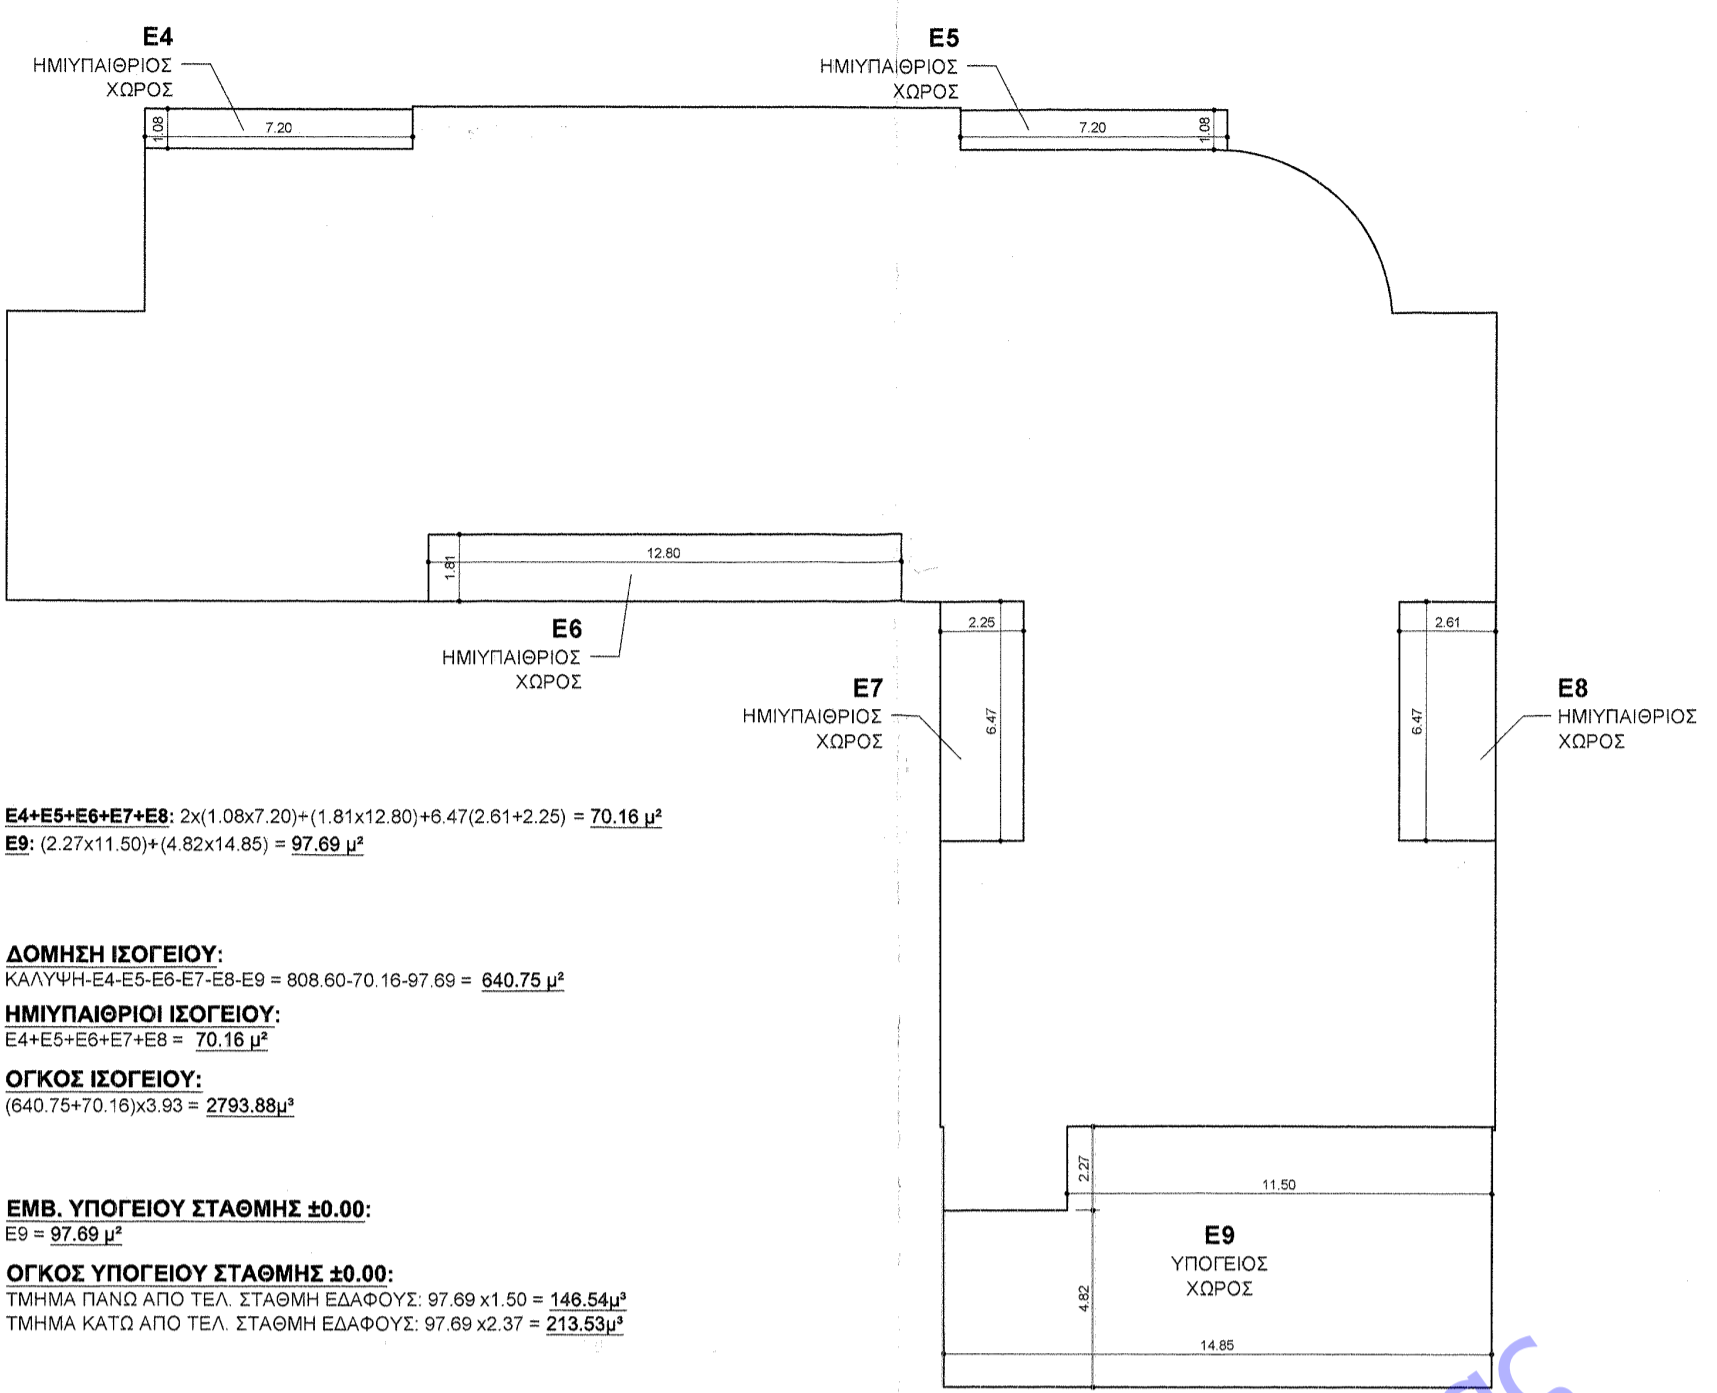 E4
ΗΜΙΥΠΑΙΘΡΙΟΣ
ΧΩΡΟΣ
E5
ΗΜΙΥΠΑΙΘΡΙΟΣ
ΧΩΡΟΣ
1.08
7.20
7.20
1.08
1.81
12.80
E6
ΗΜΙΥΠΑΙΘΡΙΟΣ
ΧΩΡΟΣ
2.25
2.61
6.47
6.47
E7
ΗΜΙΥΠΑΙΘΡΙΟΣ
ΧΩΡΟΣ
E8
ΗΜΙΥΠΑΙΘΡΙΟΣ
ΧΩΡΟΣ
E4+E5+E6+E7+E8: 2x(1.08x7.20)+(1.81x12.80)+6.47(2.61+2.25) = 70.16 μ²
E9: (2.27x11.50)+(4.82x14.85) = 97.69 μ²
ΔΟΜΗΣΗ ΙΣΟΓΕΙΟΥ:
ΚΑΛΥΨΗ-E4-E5-E6-E7-E8-E9 = 808.60-70.16-97.69 = 640.75 μ²
ΗΜΙΥΠΑΙΘΡΙΟΙ ΙΣΟΓΕΙΟΥ:
E4+E5+E6+E7+E8 = 70.16 μ²
ΟΓΚΟΣ ΙΣΟΓΕΙΟΥ:
(640.75+70.16)x3.93 = 2793.88μ³
ΕΜΒ. ΥΠΟΓΕΙΟΥ ΣΤΑΘΜΗΣ ±0.00:
E9 = 97.69 μ²
ΟΓΚΟΣ ΥΠΟΓΕΙΟΥ ΣΤΑΘΜΗΣ ±0.00:
ΤΜΗΜΑ ΠΑΝΩ ΑΠΟ ΤΕΛ. ΣΤΑΘΜΗ ΕΔΑΦΟΥΣ: 97.69 x1.50 = 146.54μ³
ΤΜΗΜΑ ΚΑΤΩ ΑΠΟ ΤΕΛ. ΣΤΑΘΜΗ ΕΔΑΦΟΥΣ: 97.69 x2.37 = 213.53μ³
2.27
11.50
E9
ΥΠΟΓΕΙΟΣ
ΧΩΡΟΣ
4.82
14.85